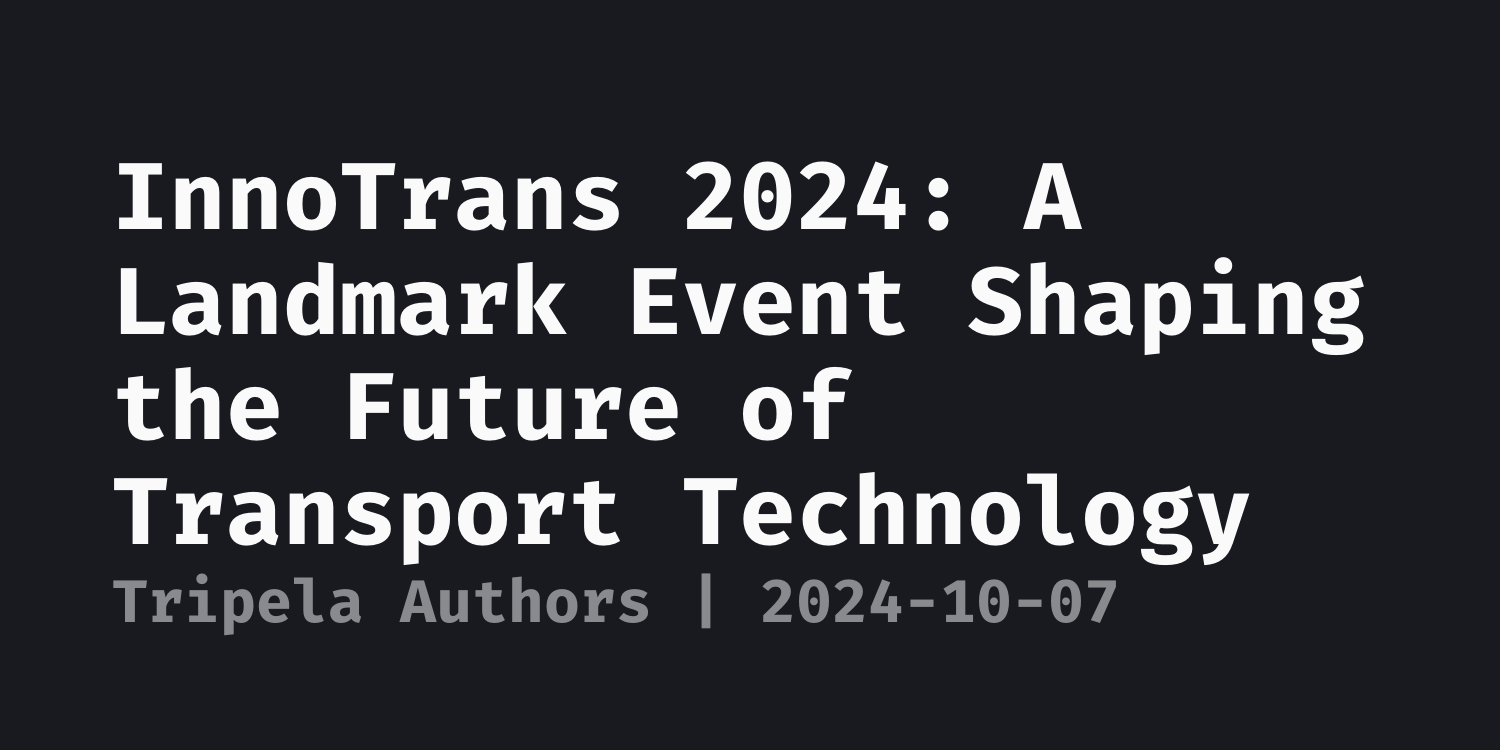 InnoTrans 2024: A
Landmark Event Shaping
the Future of
Transport Technology
Tripela Authors | 2024-10-07